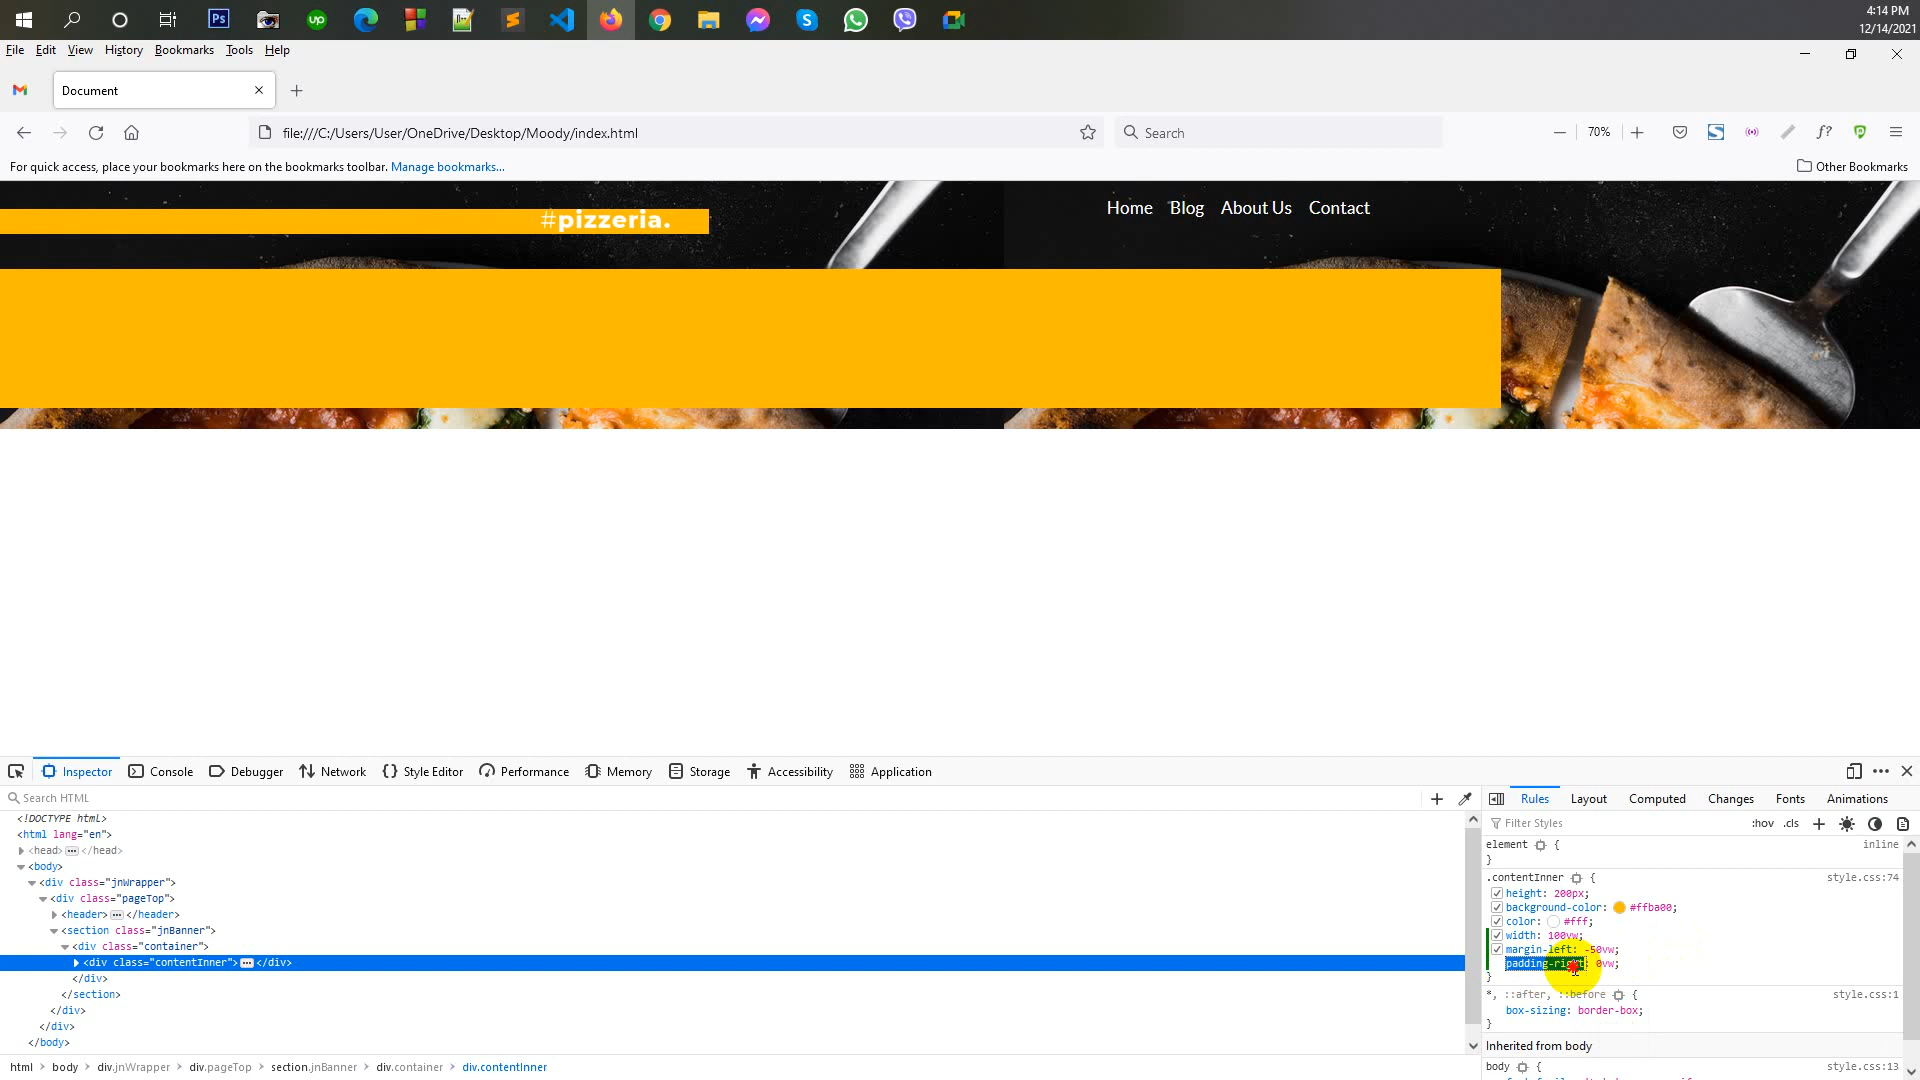 Ps
up
4:14 PM
12/14/2021
File Edit View History Bookmarks Tools Help
Document
file:///C:/Users/User/OneDrive/Desktop/Moody/index.html
Search
70%
f?
For quick access, place your bookmarks here on the bookmarks toolbar. Manage bookmarks...
Other Bookmarks
#pizzeria.
Home Blog About Us Contact
Inspector Console Debugger Network Style Editor Performance Memory Storage Accessibility Application
Search HTML
Rules Layout Computed Changes Fonts Animations
Filter Styles
:hov .cls
<!DOCTYPE html>
<html lang="en">
<head> </head>
<body>
<div class="jnWrapper">
<div class="pageTop">
<header> </header>
<section class="jnBanner">
<div class="container">
<div class="contentInner"> </div>
</div>
</section>
</div>
</div>
</body>
element {
inline
}
.contentInner {
style.css:74
height: 200px;
background-color: #ffba00;
color: #fff;
width: 100vw;
margin-left: -50vw;
padding-right: 0vw;
}
*, ::after, ::before {
style.css:1
box-sizing: border-box;
}
Inherited from body
body {
style.css:13
html body div.jnWrapper div.pageTop section.jnBanner div.container div.contentInner